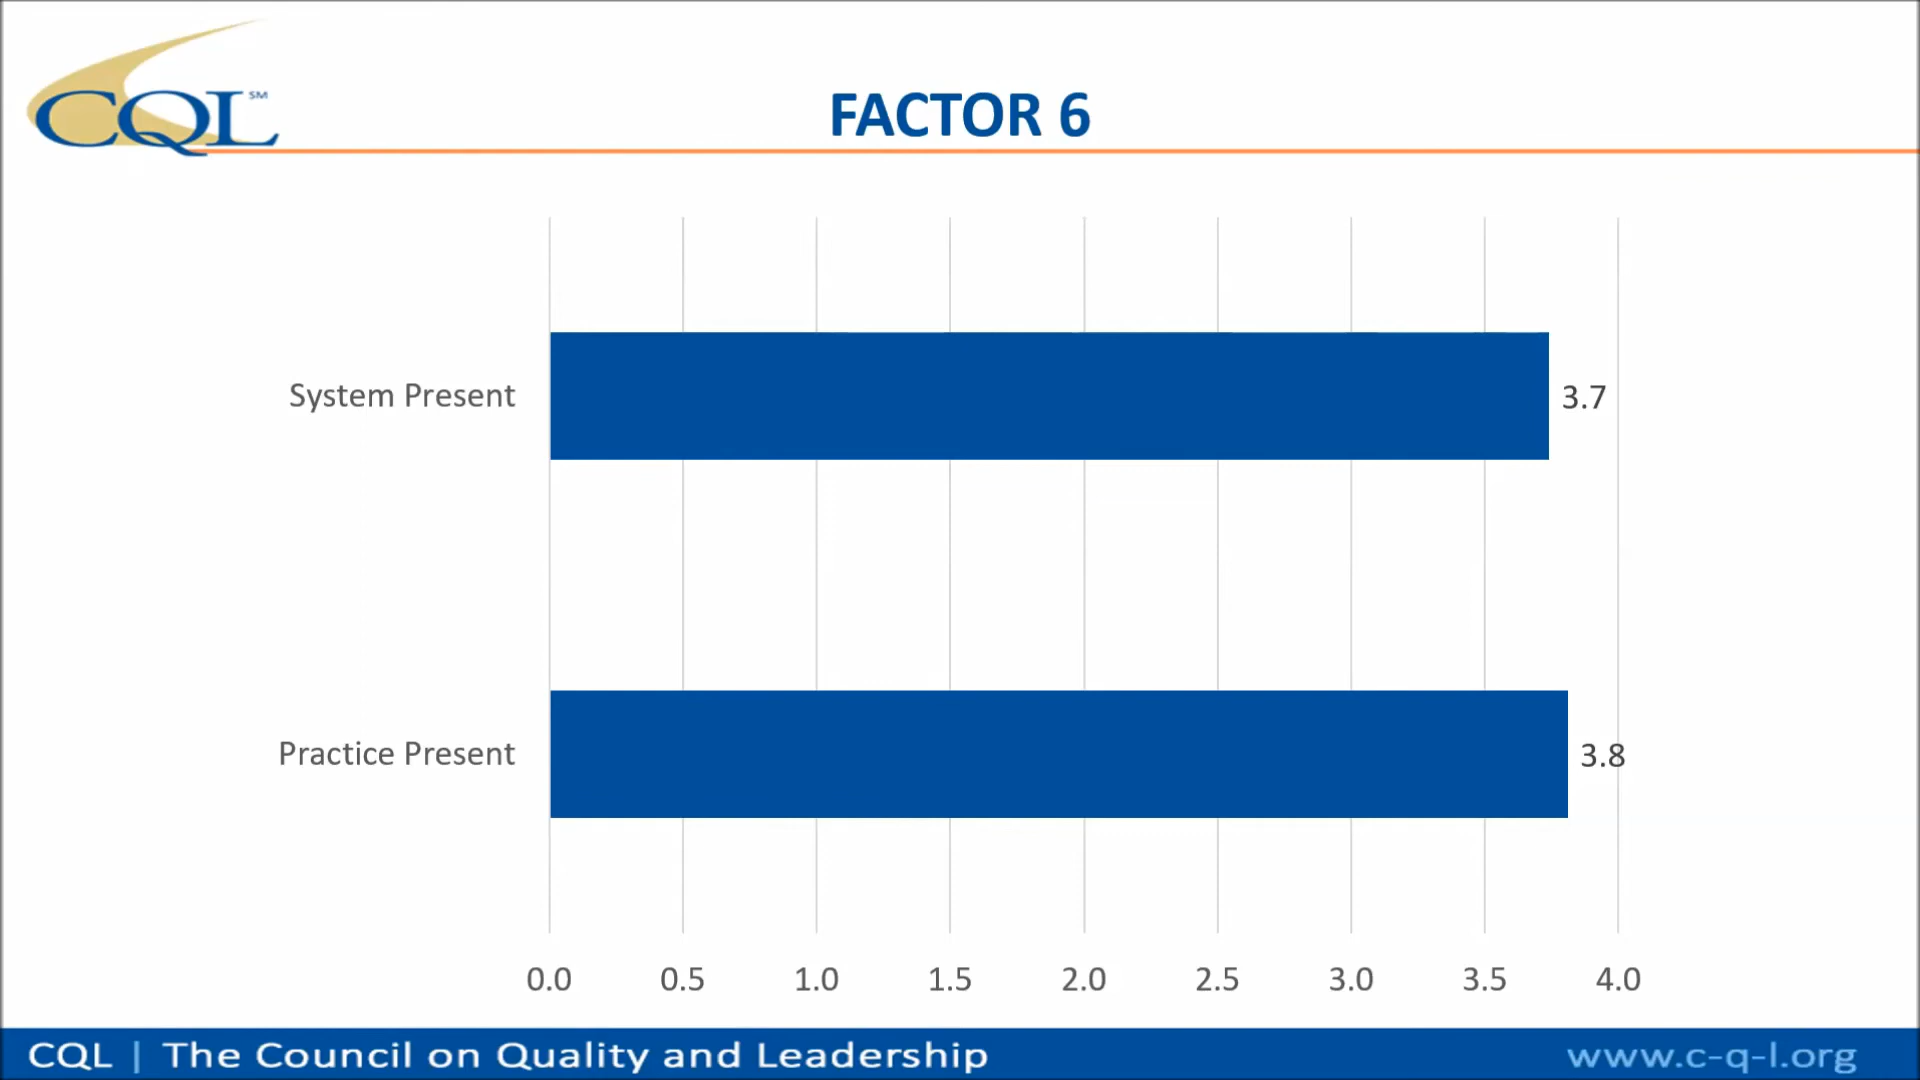 CQL SM
FACTOR 6
System Present
3.7
Practice Present
3.8
0.0 0.5 1.0 1.5 2.0 2.5 3.0 3.5 4.0
CQL | The Council on Quality and Leadership
www.c-q-l.org